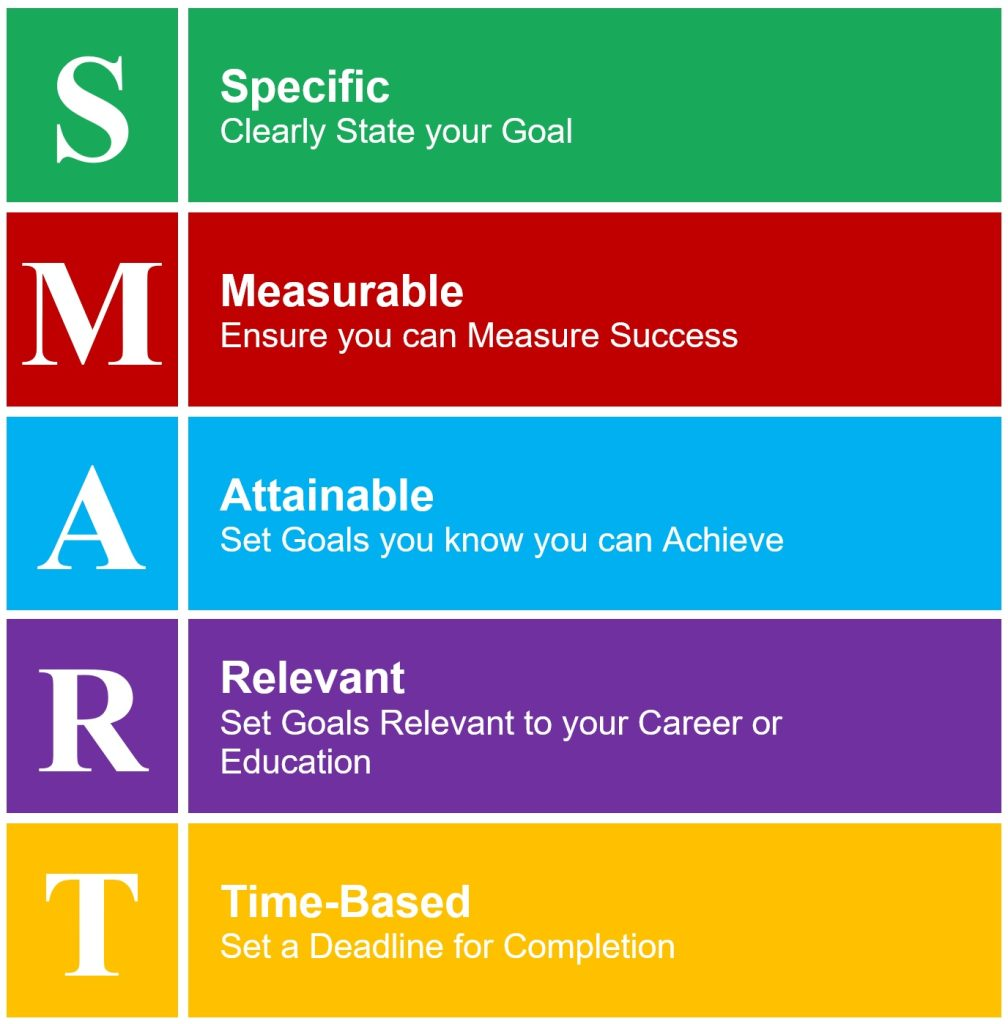 S
Specific
Clearly State your Goal
M
Measurable
Ensure you can Measure Success
A
Attainable
Set Goals you know you can Achieve
R
Relevant
Set Goals Relevant to your Career or
Education
T
Time-Based
Set a Deadline for Completion